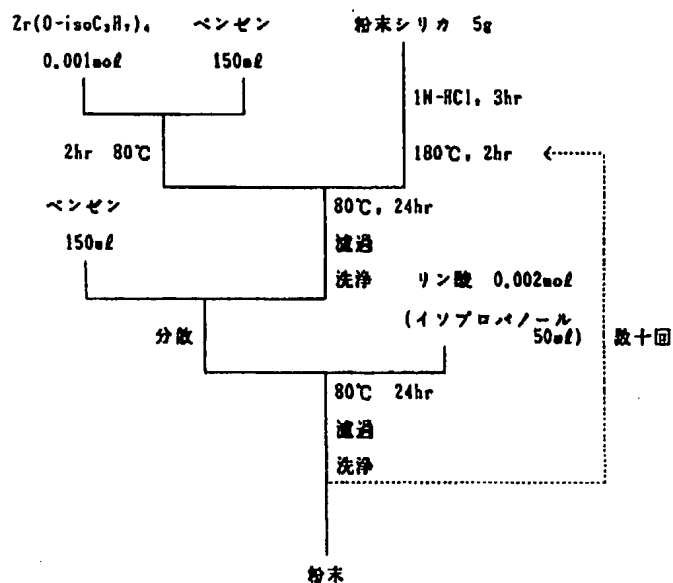 Zr(O-isoC₃H₇)₄
ベンゼン
粉末シリカ 5g
0.001mol
150ml
1N-HCl, 3hr
2hr 80℃
180℃, 2hr
ベンゼン
80℃, 24hr
150ml
濾過
洗浄
リン酸 0.002mol
(イソプロパノール
50ml)
分散
数十回
80℃ 24hr
濾過
洗浄
粉末